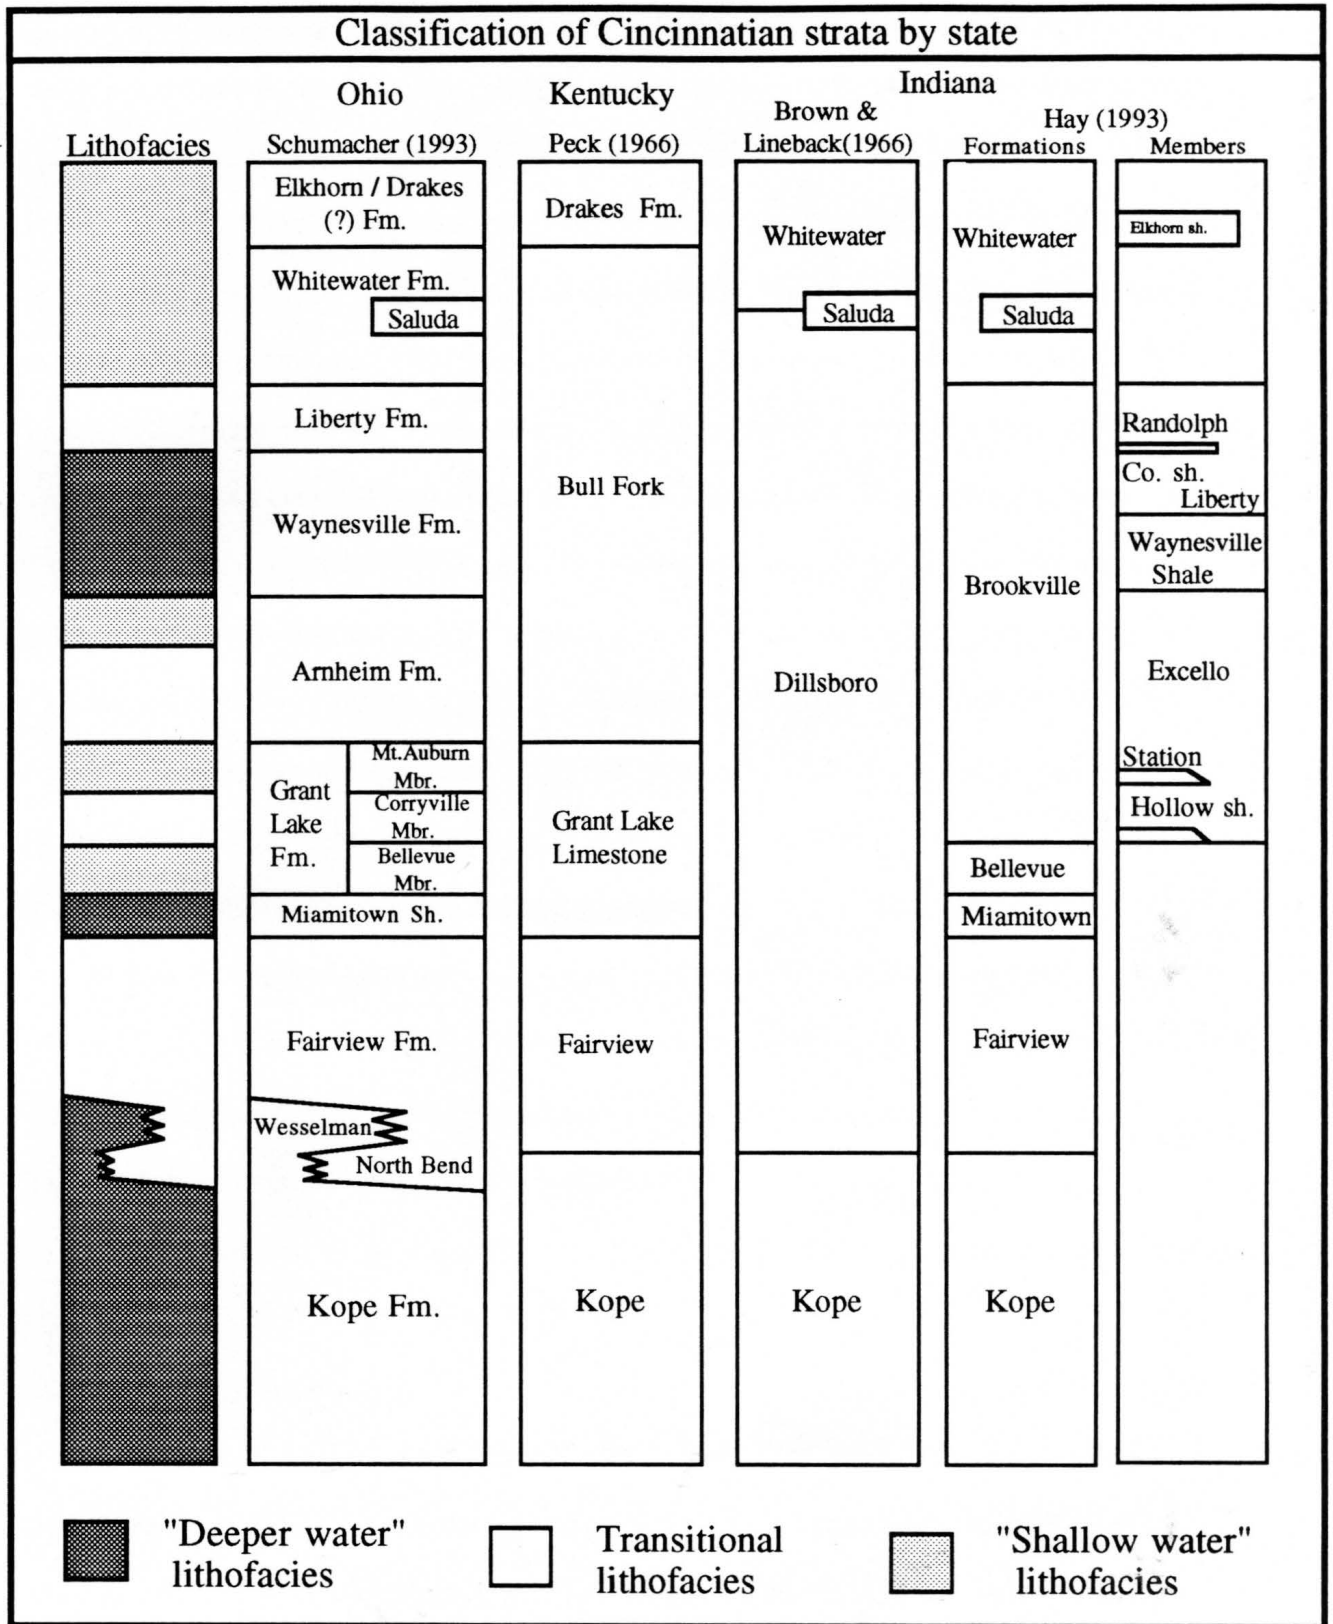 Classification of Cincinnatian strata by state
Ohio
Kentucky
Indiana
Lithofacies
Schumacher (1993)
Peck (1966)
Brown &
Lineback(1966)
Hay (1993)
Formations
Members
Elkhorn / Drakes
(?) Fm.
Whitewater Fm.
Saluda
Liberty Fm.
Waynesville Fm.
Arnheim Fm.
Grant
Lake
Fm.
Mt.Auburn
Mbr.
Corryville
Mbr.
Bellevue
Mbr.
Miamitown Sh.
Fairview Fm.
Wesselman
North Bend
Kope Fm.
Drakes Fm.
Bull Fork
Grant Lake
Limestone
Fairview
Kope
Whitewater
Saluda
Dillsboro
Kope
Whitewater
Saluda
Brookville
Bellevue
Miamitown
Fairview
Kope
Elkhorn sh.
Randolph
Co. sh.
Liberty
Waynesville
Shale
Excello
Station
Hollow sh.
"Deeper water"
lithofacies
Transitional
lithofacies
"Shallow water"
lithofacies